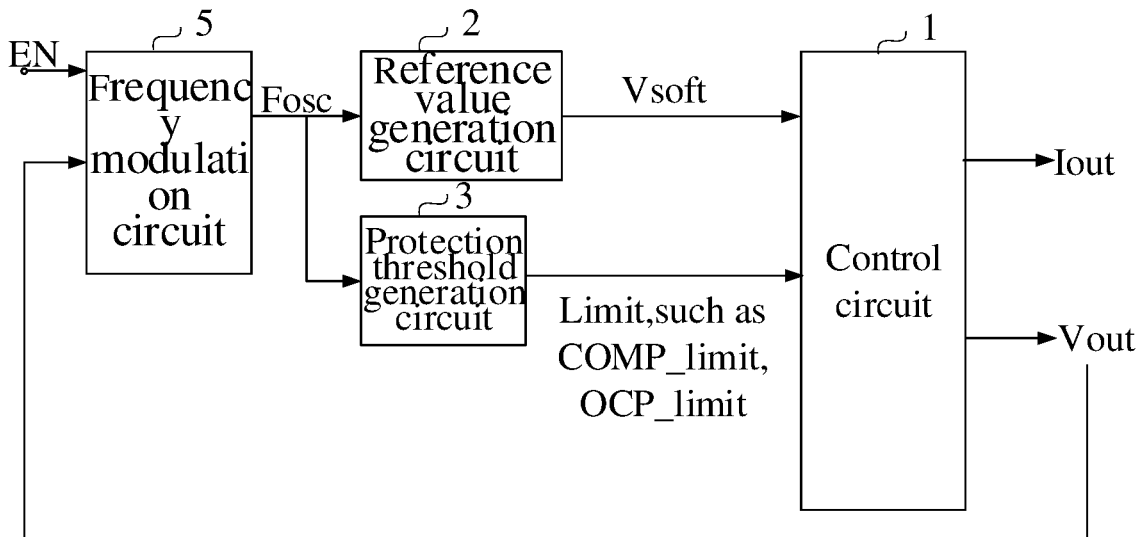 5
EN
Frequenc
y
modulati
on
circuit
Fosc
2
Reference
value
generation
circuit
Vsoft
3
Protection
threshold
generation
circuit
Limit,such as
COMP_limit,
OCP_limit
1
Control
circuit
Iout
Vout